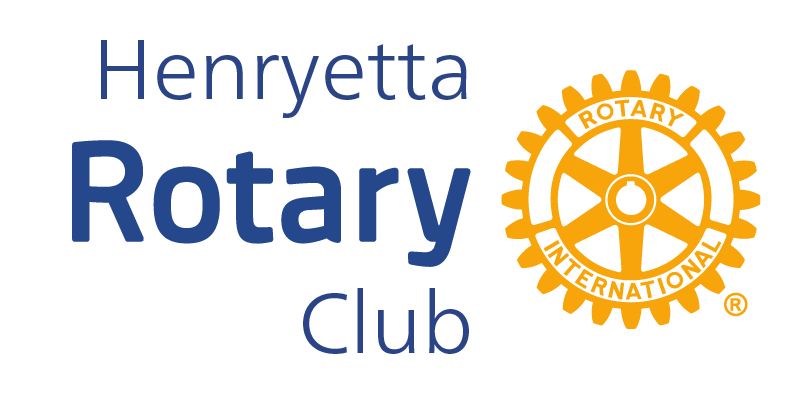 Henryetta
Rotary
Club
ROTARY
INTERNATIONAL
®